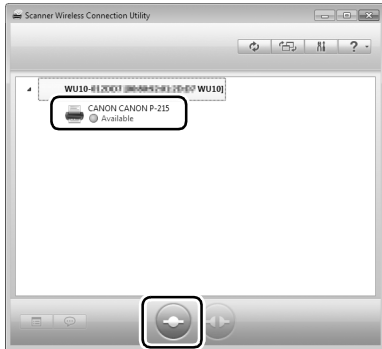 Scanner Wireless Connection Utility
?
WU10- WU10]
CANON CANON P-215
Available